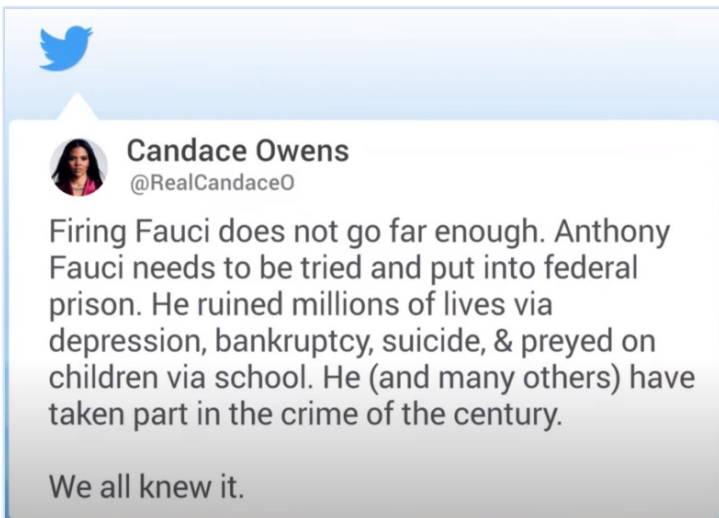 Candace Owens
@RealCandaceO
Firing Fauci does not go far enough. Anthony
Fauci needs to be tried and put into federal
prison. He ruined millions of lives via
depression, bankruptcy, suicide, & preyed on
children via school. He (and many others) have
taken part in the crime of the century.
We all knew it.